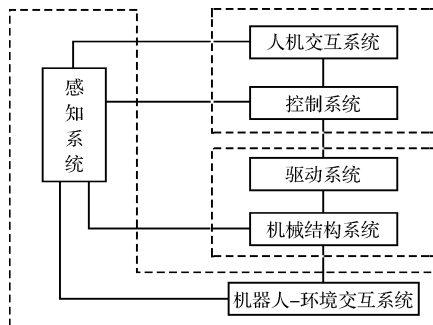 人机交互系统
感
知
系
统
控制系统
驱动系统
机械结构系统
机器人–环境交互系统